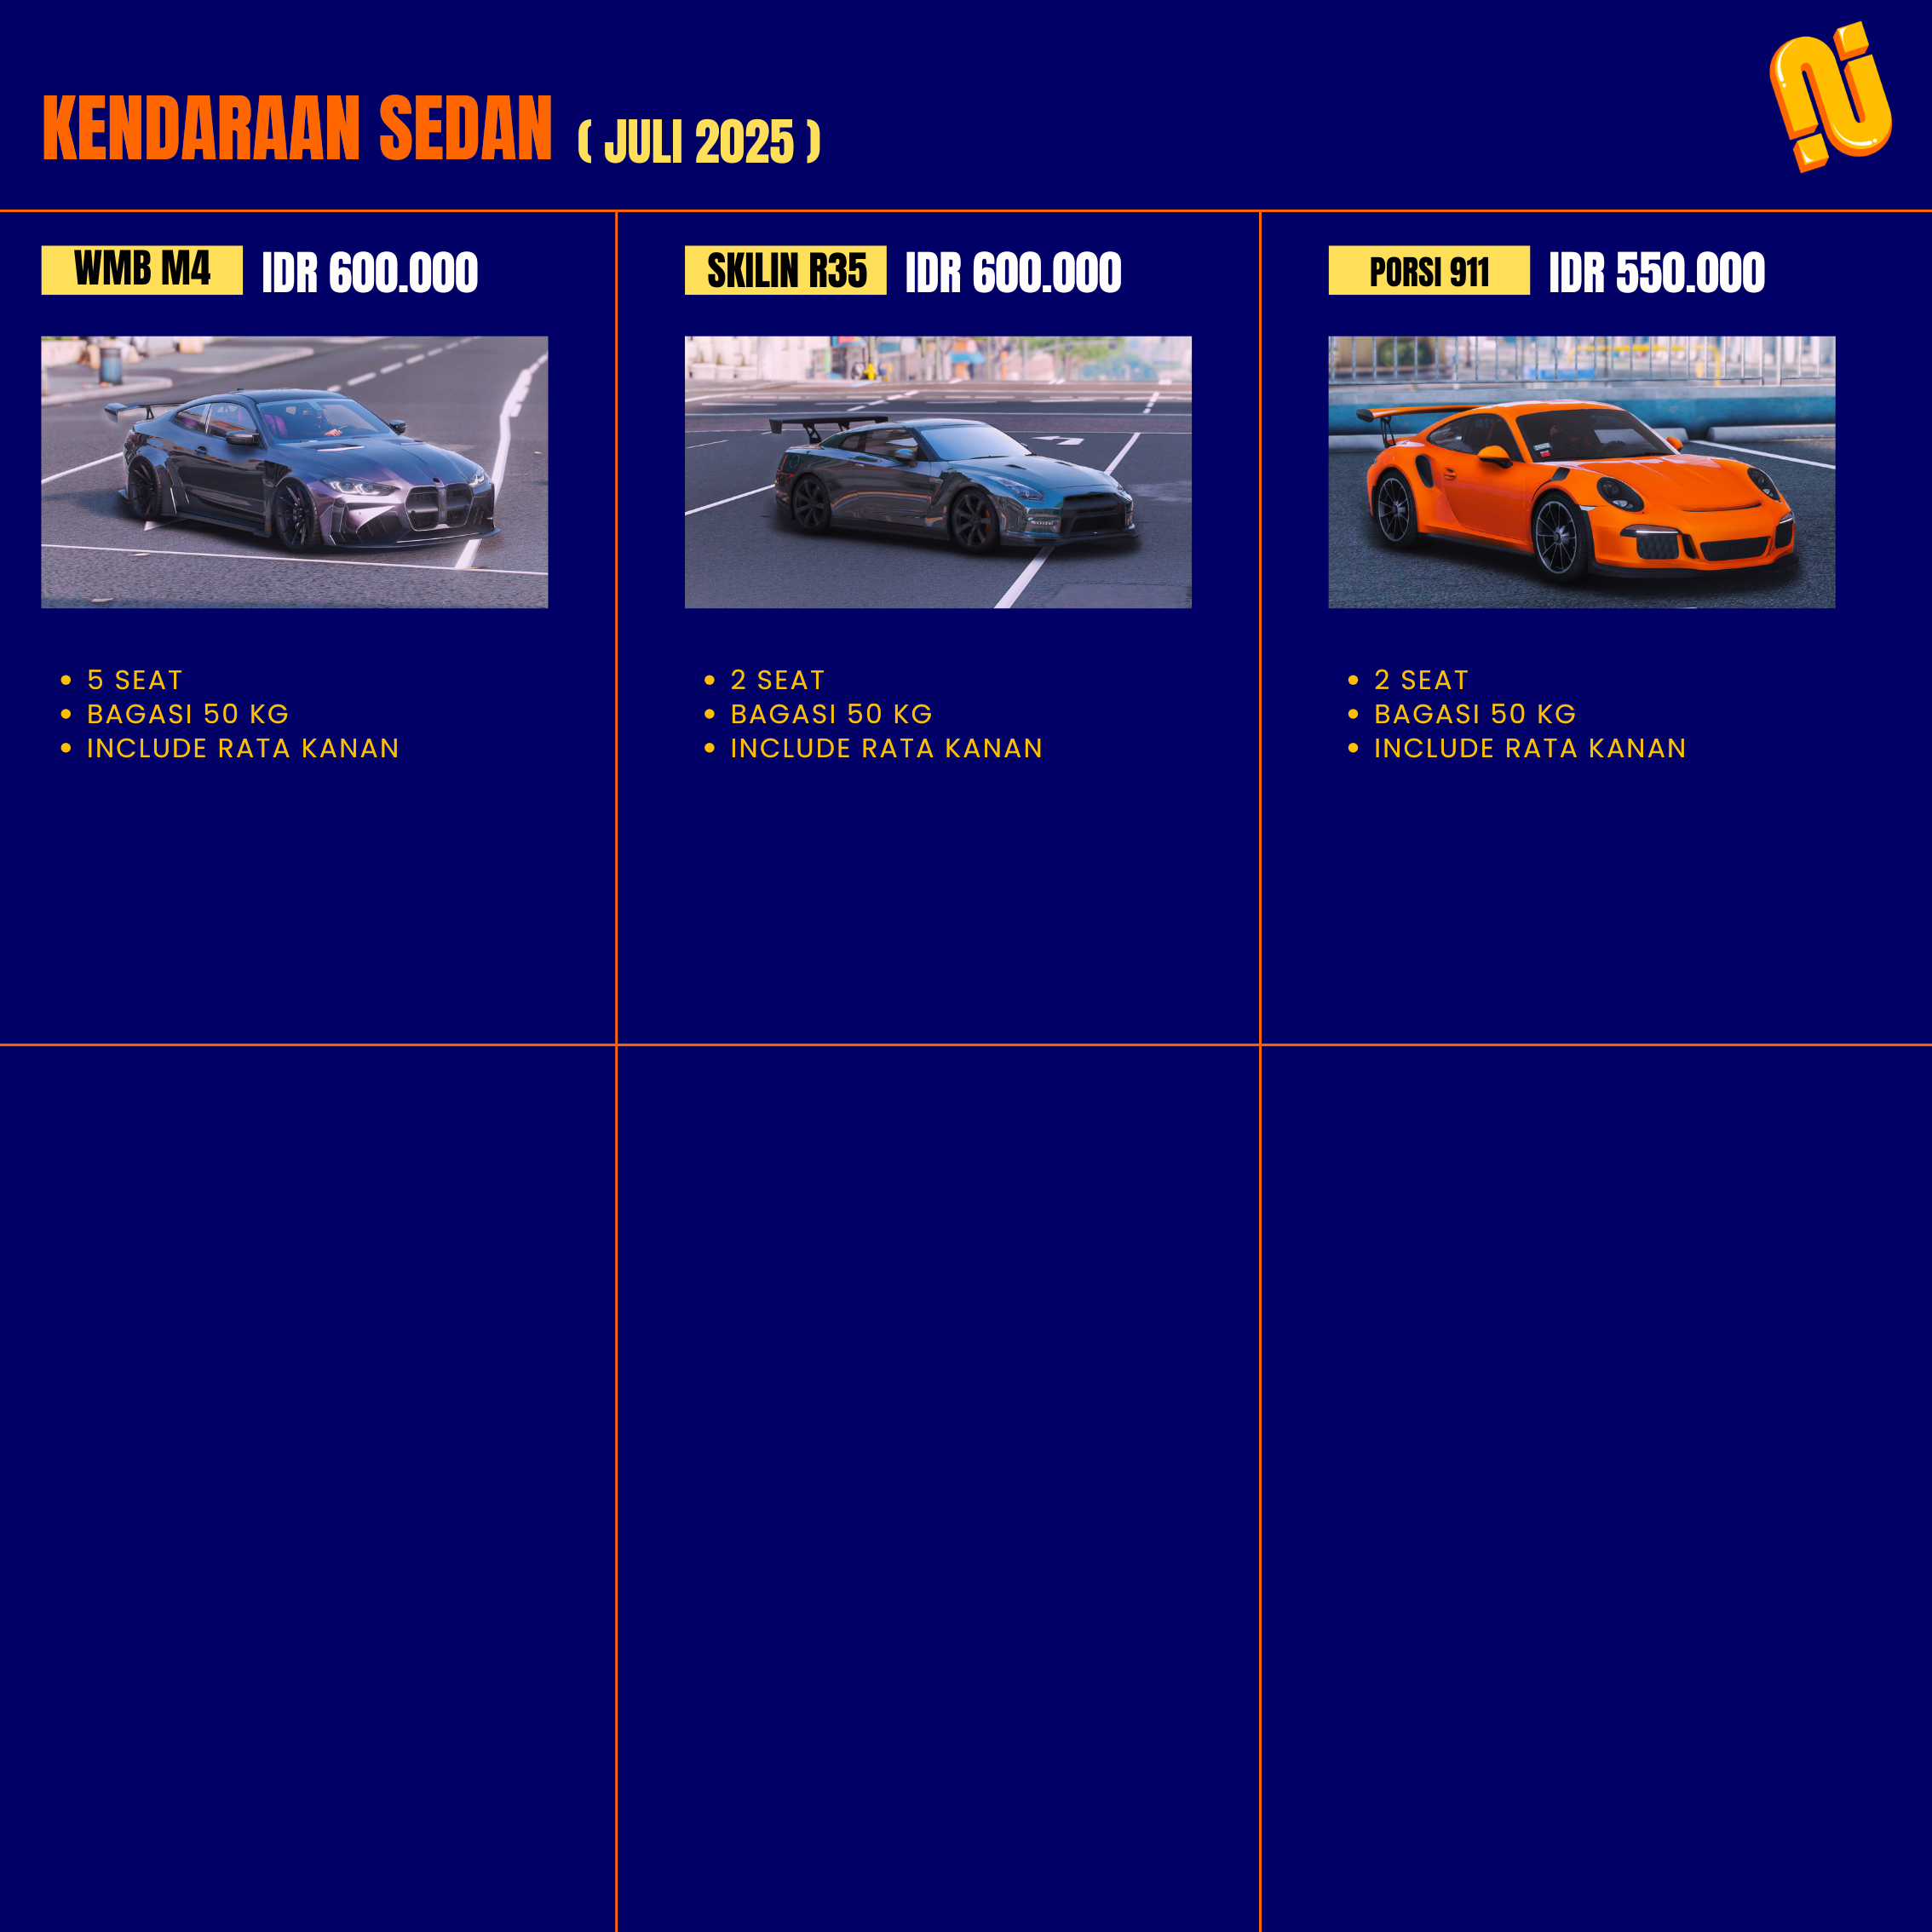 KENDARAAN SEDAN ( JULI 2025 )
WMB M4 IDR 600.000
SKILIN R35 IDR 600.000
PORSI 911 IDR 550.000
5 SEAT
BAGASI 50 KG
INCLUDE RATA KANAN
2 SEAT
BAGASI 50 KG
INCLUDE RATA KANAN
2 SEAT
BAGASI 50 KG
INCLUDE RATA KANAN